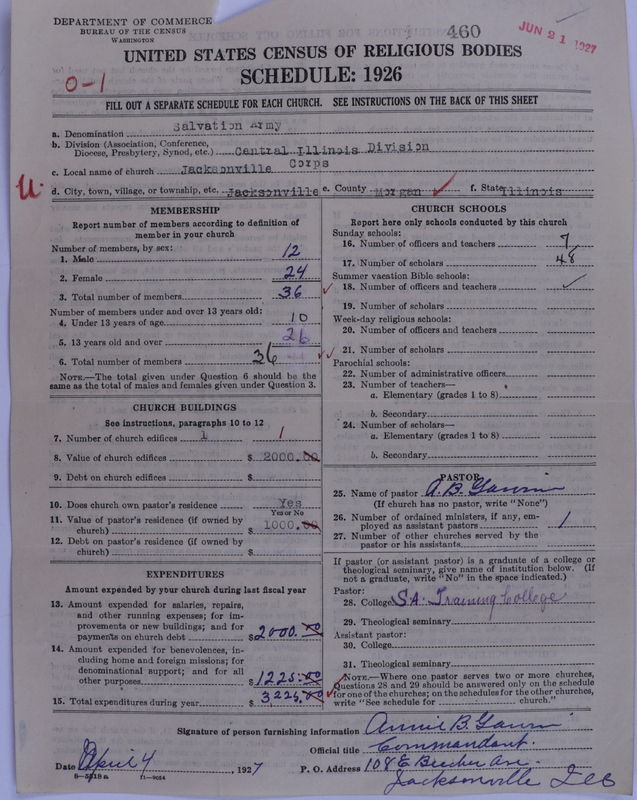 DEPARTMENT OF COMMERCE
BUREAU OF THE CENSUS
WASHINGTON
460
JUN 21 1927
UNITED STATES CENSUS OF RELIGIOUS BODIES
SCHEDULE: 1926
0-1
FILL OUT A SEPARATE SCHEDULE FOR EACH CHURCH. SEE INSTRUCTIONS ON THE BACK OF THIS SHEET
a. Denomination Salvation Army
b. Division (Association, Conference,
Diocese, Presbytery, Synod, etc.) Central Illinois Division
c. Local name of church Jacksonville Corps
U.
d. City, town, village, or township, etc. Jacksonville e. County Morgan f. State Illinois
MEMBERSHIP
Report number of members according to definition of
member in your church
Number of members, by sex:
1. Male 12
2. Female 24
3. Total number of members 36
Number of members under and over 13 years old:
4. Under 13 years of age 10
5. 13 years old and over 26
6. Total number of members 36
NOTE.—The total given under Question 6 should be the
same as the total of males and females given under Question 3.
CHURCH BUILDINGS
See instructions, paragraphs 10 to 12
7. Number of church edifices 1 1
8. Value of church edifices $ 2000.00
9. Debt on church edifices $
10. Does church own pastor's residence Yes
Yes or No
11. Value of pastor's residence (if owned by
church) $ 1000.00
12. Debt on pastor's residence (if owned by
church) $
EXPENDITURES
Amount expended by your church during last fiscal year
13. Amount expended for salaries, repairs,
and other running expenses; for im-
provements or new buildings; and for
payments on church debt $ 2000.00
14. Amount expended for benevolences, in-
cluding home and foreign missions; for
denominational support; and for all
other purposes $ 1225.00
15. Total expenditures during year $ 3225.00
CHURCH SCHOOLS
Report here only schools conducted by this church
Sunday schools:
16. Number of officers and teachers 7
17. Number of scholars 48
Summer vacation Bible schools:
18. Number of officers and teachers
19. Number of scholars
Week-day religious schools:
20. Number of officers and teachers
21. Number of scholars
Parochial schools:
22. Number of administrative officers
23. Number of teachers—
a. Elementary (grades 1 to 8)
b. Secondary
24. Number of scholars—
a. Elementary (grades 1 to 8)
b. Secondary
PASTOR
25. Name of pastor A. B.
(If church has no pastor, write "None")
26. Number of ordained ministers, if any, em-
ployed as assistant pastors 1
27. Number of other churches served by the
pastor or his assistants
If pastor (or assistant pastor) is a graduate of a college or
theological seminary, give name of institution below. (If
not a graduate, write "No" in the space indicated.)
Pastor:
28. College S.A. Training College
29. Theological seminary
Assistant pastor:
30. College
31. Theological seminary
NOTE.—Where one pastor serves two or more churches,
Questions 28 and 29 should be answered only on the schedule
for one of the churches; on the schedules for the other churches,
write "See schedule for church."
Signature of person furnishing information Annie B.
Official title Commandant.
Date April 4, 1927 P. O. Address 108 E Beecher Ave.
8-5918a 11-9024
Jacksonville Ill